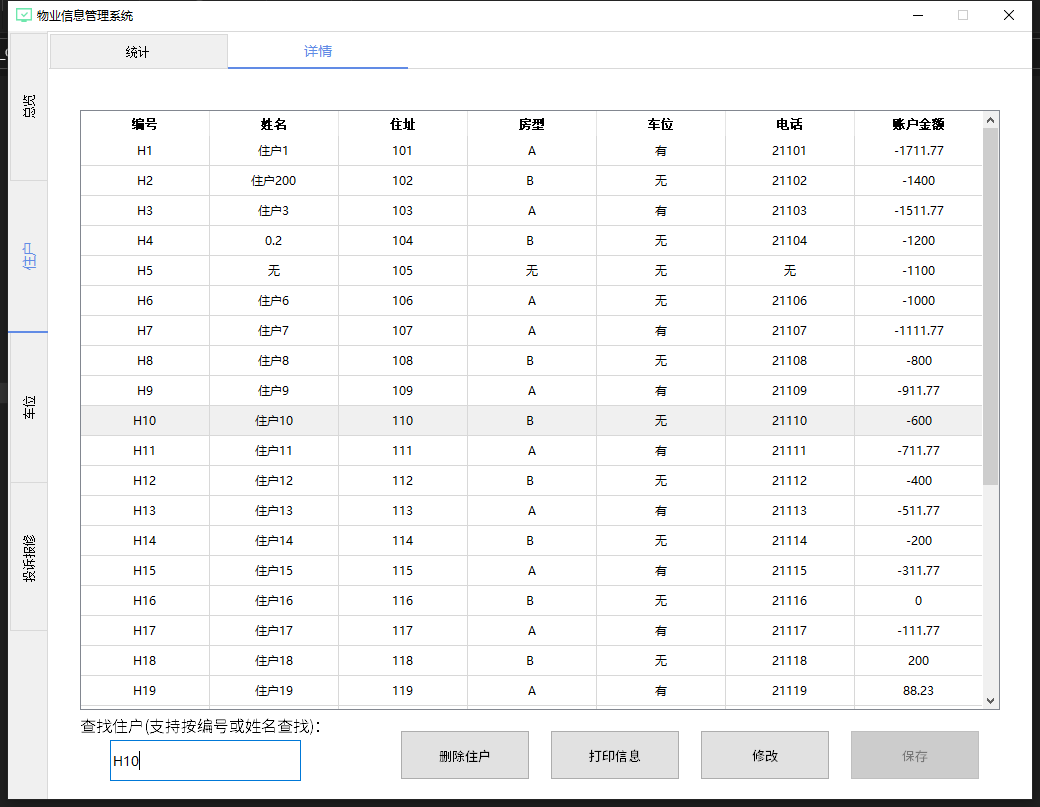 物业信息管理系统
统计 详情
总览
住户
车位
投诉报修
编号 姓名 住址 房型 车位 电话 账户金额
H1 住户1 101 A 有 21101 -1711.77
H2 住户200 102 B 无 21102 -1400
H3 住户3 103 A 有 21103 -1511.77
H4 0.2 104 B 无 21104 -1200
H5 无 105 无 无 无 -1100
H6 住户6 106 A 无 21106 -1000
H7 住户7 107 A 有 21107 -1111.77
H8 住户8 108 B 无 21108 -800
H9 住户9 109 A 有 21109 -911.77
H10 住户10 110 B 无 21110 -600
H11 住户11 111 A 有 21111 -711.77
H12 住户12 112 B 无 21112 -400
H13 住户13 113 A 有 21113 -511.77
H14 住户14 114 B 无 21114 -200
H15 住户15 115 A 有 21115 -311.77
H16 住户16 116 B 无 21116 0
H17 住户17 117 A 有 21117 -111.77
H18 住户18 118 B 无 21118 200
H19 住户19 119 A 有 21119 88.23
查找住户(支持按编号或姓名查找)：
H10
删除住户 打印信息 修改 保存